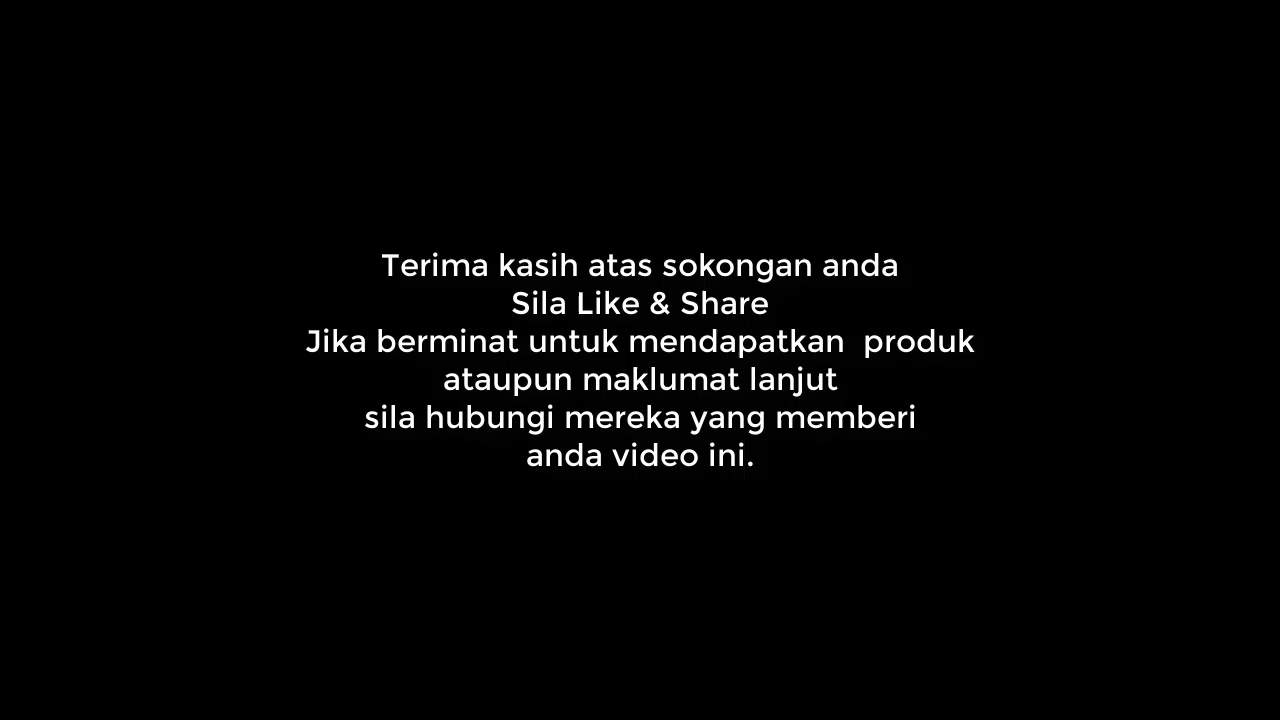 Terima kasih atas sokongan anda
Sila Like & Share
Jika berminat untuk mendapatkan  produk
ataupun maklumat lanjut
sila hubungi mereka yang memberi
anda video ini.